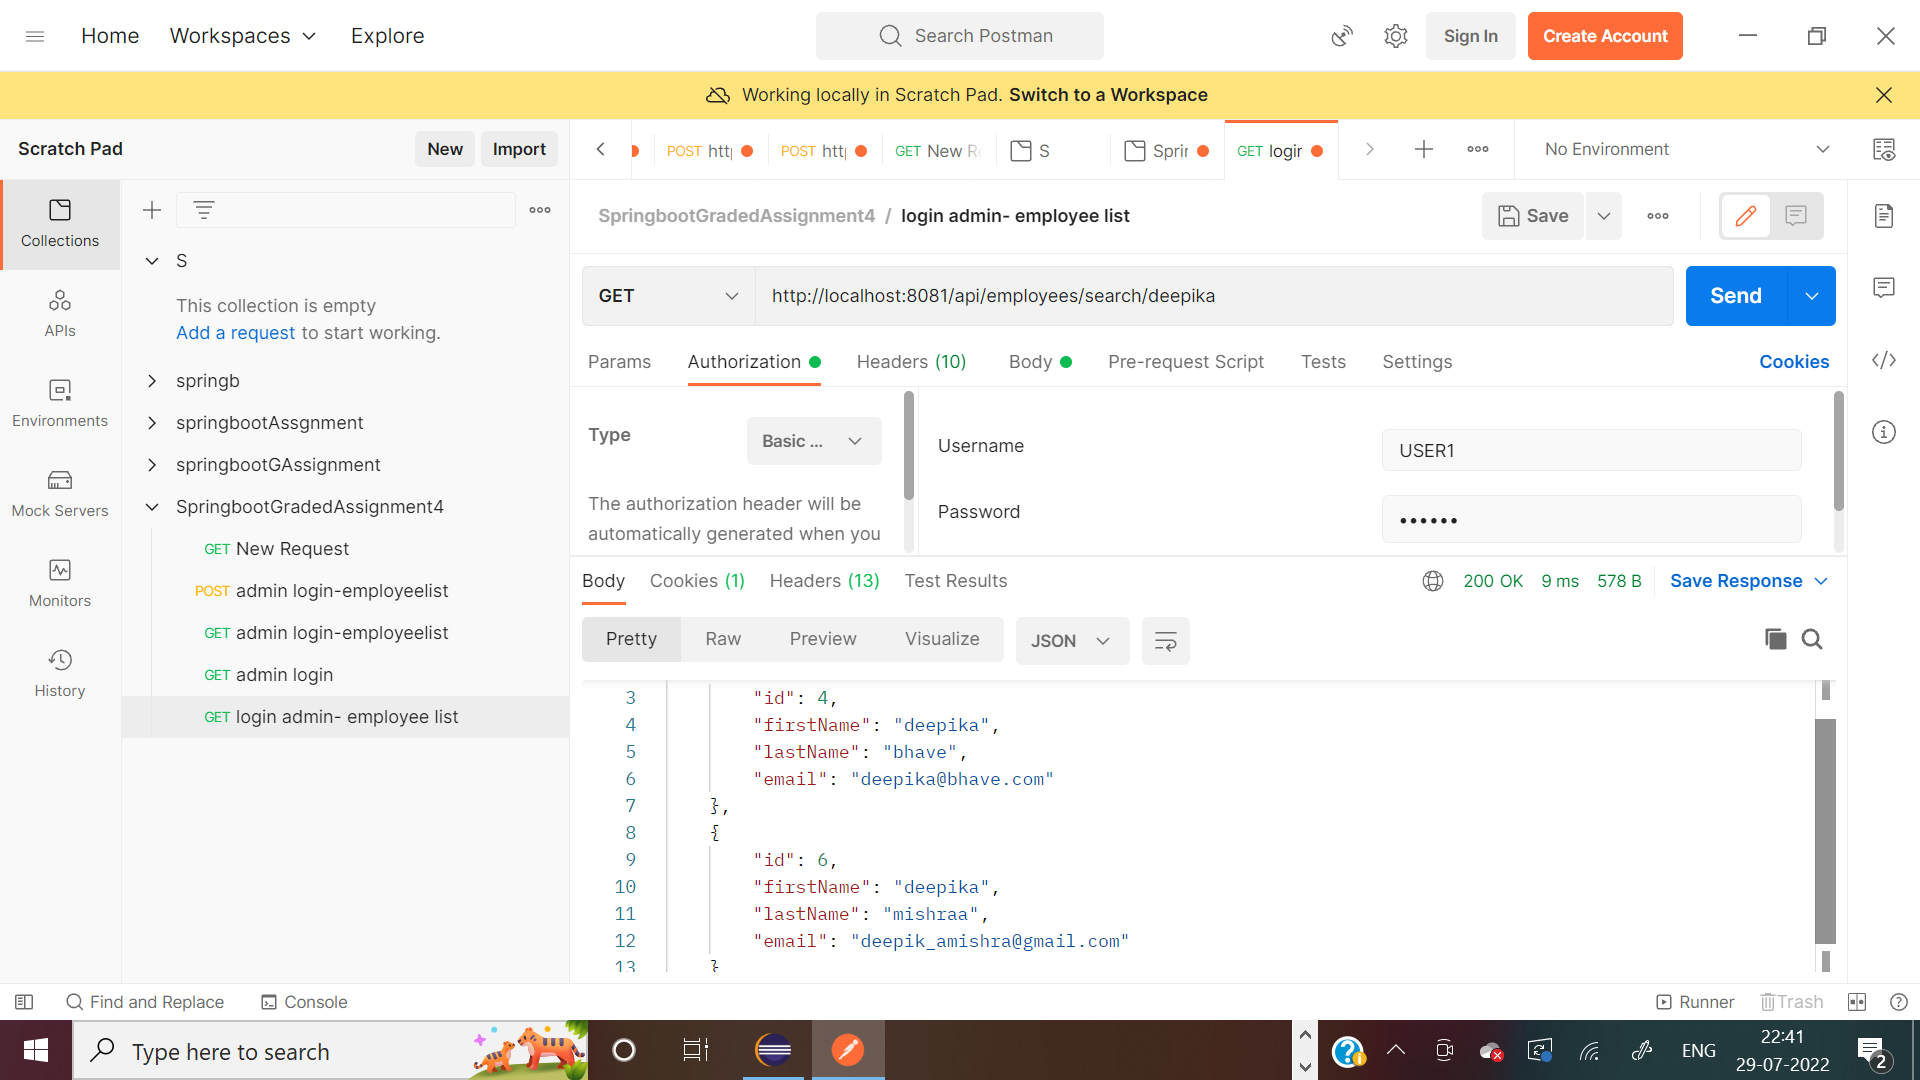 Home Workspaces Explore Search Postman Sign In Create Account
Working locally in Scratch Pad. Switch to a Workspace
Scratch Pad New Import
POST POST GET New GET No Environment
Collections
APIs
Environments
Mock Servers
Monitors
History
S
This collection is empty
Add a request to start working.
springb
springbootAssgnment
springbootGAssignment
SpringbootGradedAssignment4
GET New Request
POST admin login-employeelist
GET admin login-employeelist
GET admin login
GET login admin- employee list
SpringbootGradedAssignment4 / login admin- employee list Save
GET http://localhost:8081/api/employees/search/deepika Send
Params Authorization Headers (10) Body Pre-request Script Tests Settings Cookies
Type Basic ...
The authorization header will be
automatically generated when you
Username USER1
Password ••••••
Body Cookies (1) Headers (13) Test Results 200 OK 9 ms 578 B Save Response
Pretty Raw Preview Visualize JSON
3 "id": 4,
4 "firstName": "deepika",
5 "lastName": "bhave",
6 "email": "deepika@bhave.com"
7 },
8 {
9 "id": 6,
10 "firstName": "deepika",
11 "lastName": "mishraa",
12 "email": "deepik_amishra@gmail.com"
13 }
Find and Replace Console Runner Trash
Type here to search ENG 22:41
29-07-2022 2